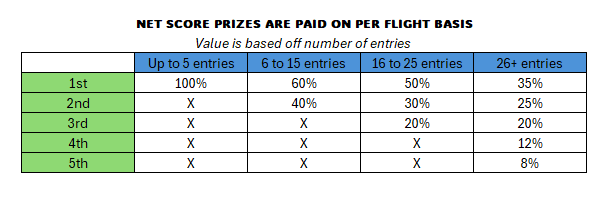 NET SCORE PRIZES ARE PAID ON PER FLIGHT BASIS
Value is based off number of entries
Up to 5 entries 6 to 15 entries 16 to 25 entries 26+ entries
1st 100% 60% 50% 35%
2nd X 40% 30% 25%
3rd X X 20% 20%
4th X X X 12%
5th X X X 8%